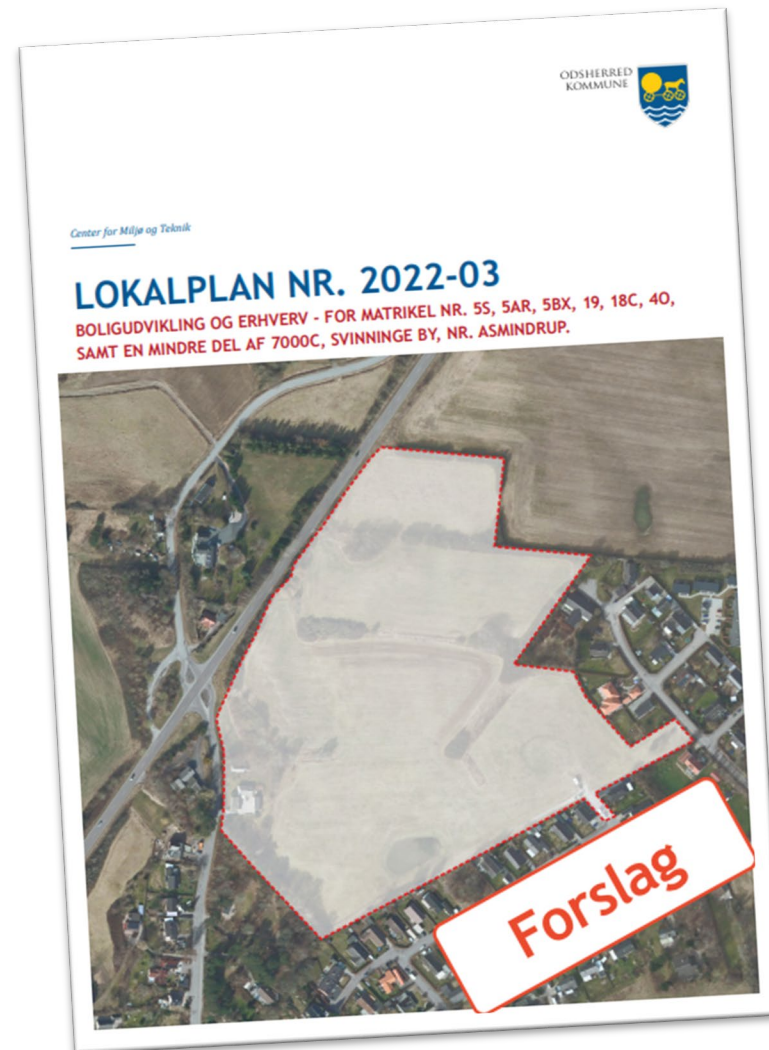 ODSHERRED
KOMMUNE
Center for Miljø og Teknik
LOKALPLAN NR. 2022-03
BOLIGUDVIKLING OG ERHVERV - FOR MATRIKEL NR. 5S, 5AR, 5BX, 19, 18C, 4O,
SAMT EN MINDRE DEL AF 7000C, SVINNINGE BY, NR. ASMINDRUP.
Forslag